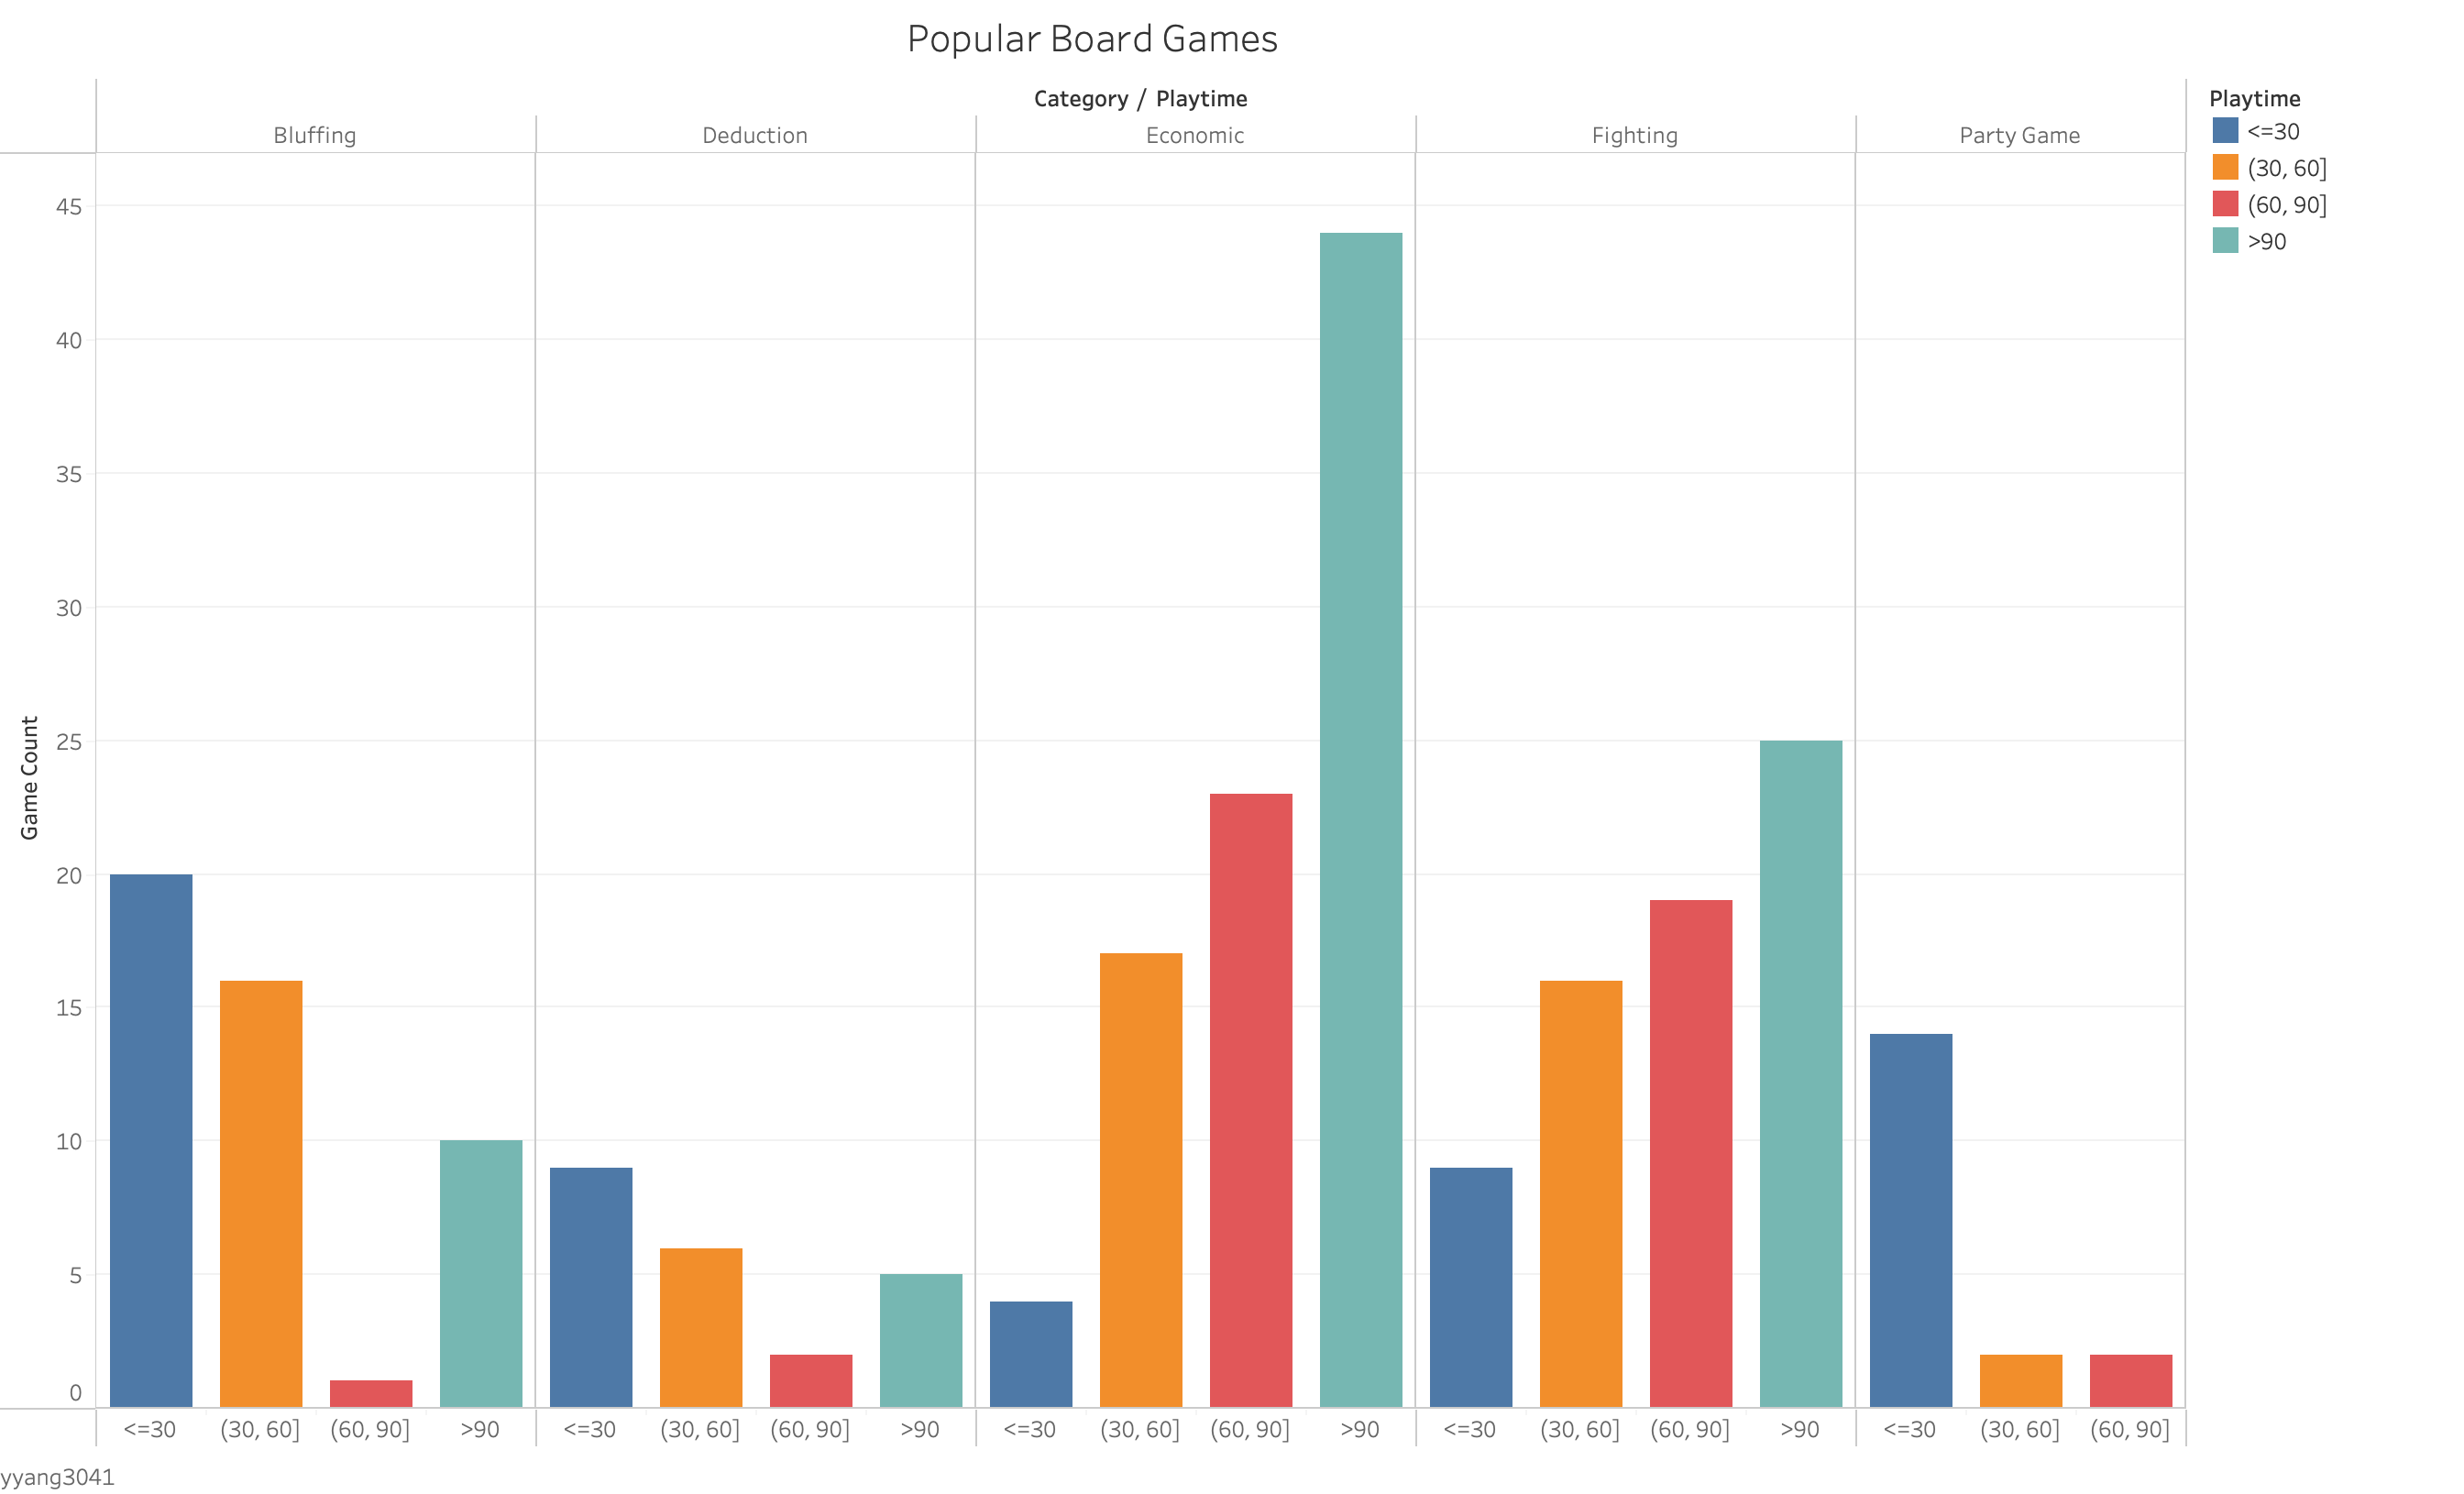 Popular Board Games
Category / Playtime
Bluffing Deduction Economic Fighting Party Game
Playtime
<=30
(30, 60]
(60, 90]
>90
45
40
35
30
25
20
15
10
5
0
Game Count
<=30 (30, 60] (60, 90] >90 <=30 (30, 60] (60, 90] >90 <=30 (30, 60] (60, 90] >90 <=30 (30, 60] (60, 90] >90 <=30 (30, 60] (60, 90]
yyang3041